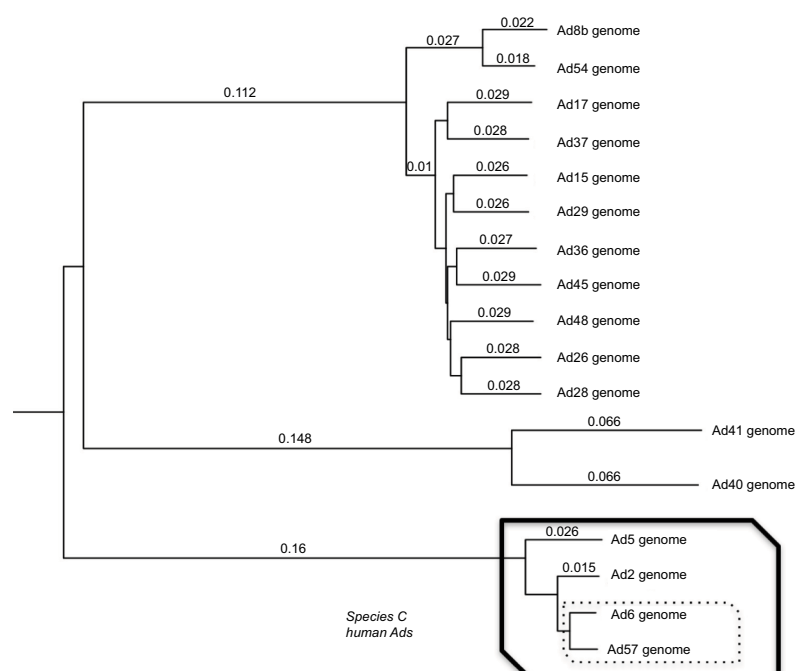 0.022
Ad8b genome
0.027
0.018
Ad54 genome
0.112
0.029
Ad17 genome
0.028
Ad37 genome
0.01
0.026
Ad15 genome
0.026
Ad29 genome
0.027
Ad36 genome
0.029
Ad45 genome
0.029
Ad48 genome
0.028
Ad26 genome
0.028
Ad28 genome
0.066
Ad41 genome
0.148
0.066
Ad40 genome
0.026
Ad5 genome
0.16
0.015
Ad2 genome
Ad6 genome
Species C
human Ads
Ad57 genome